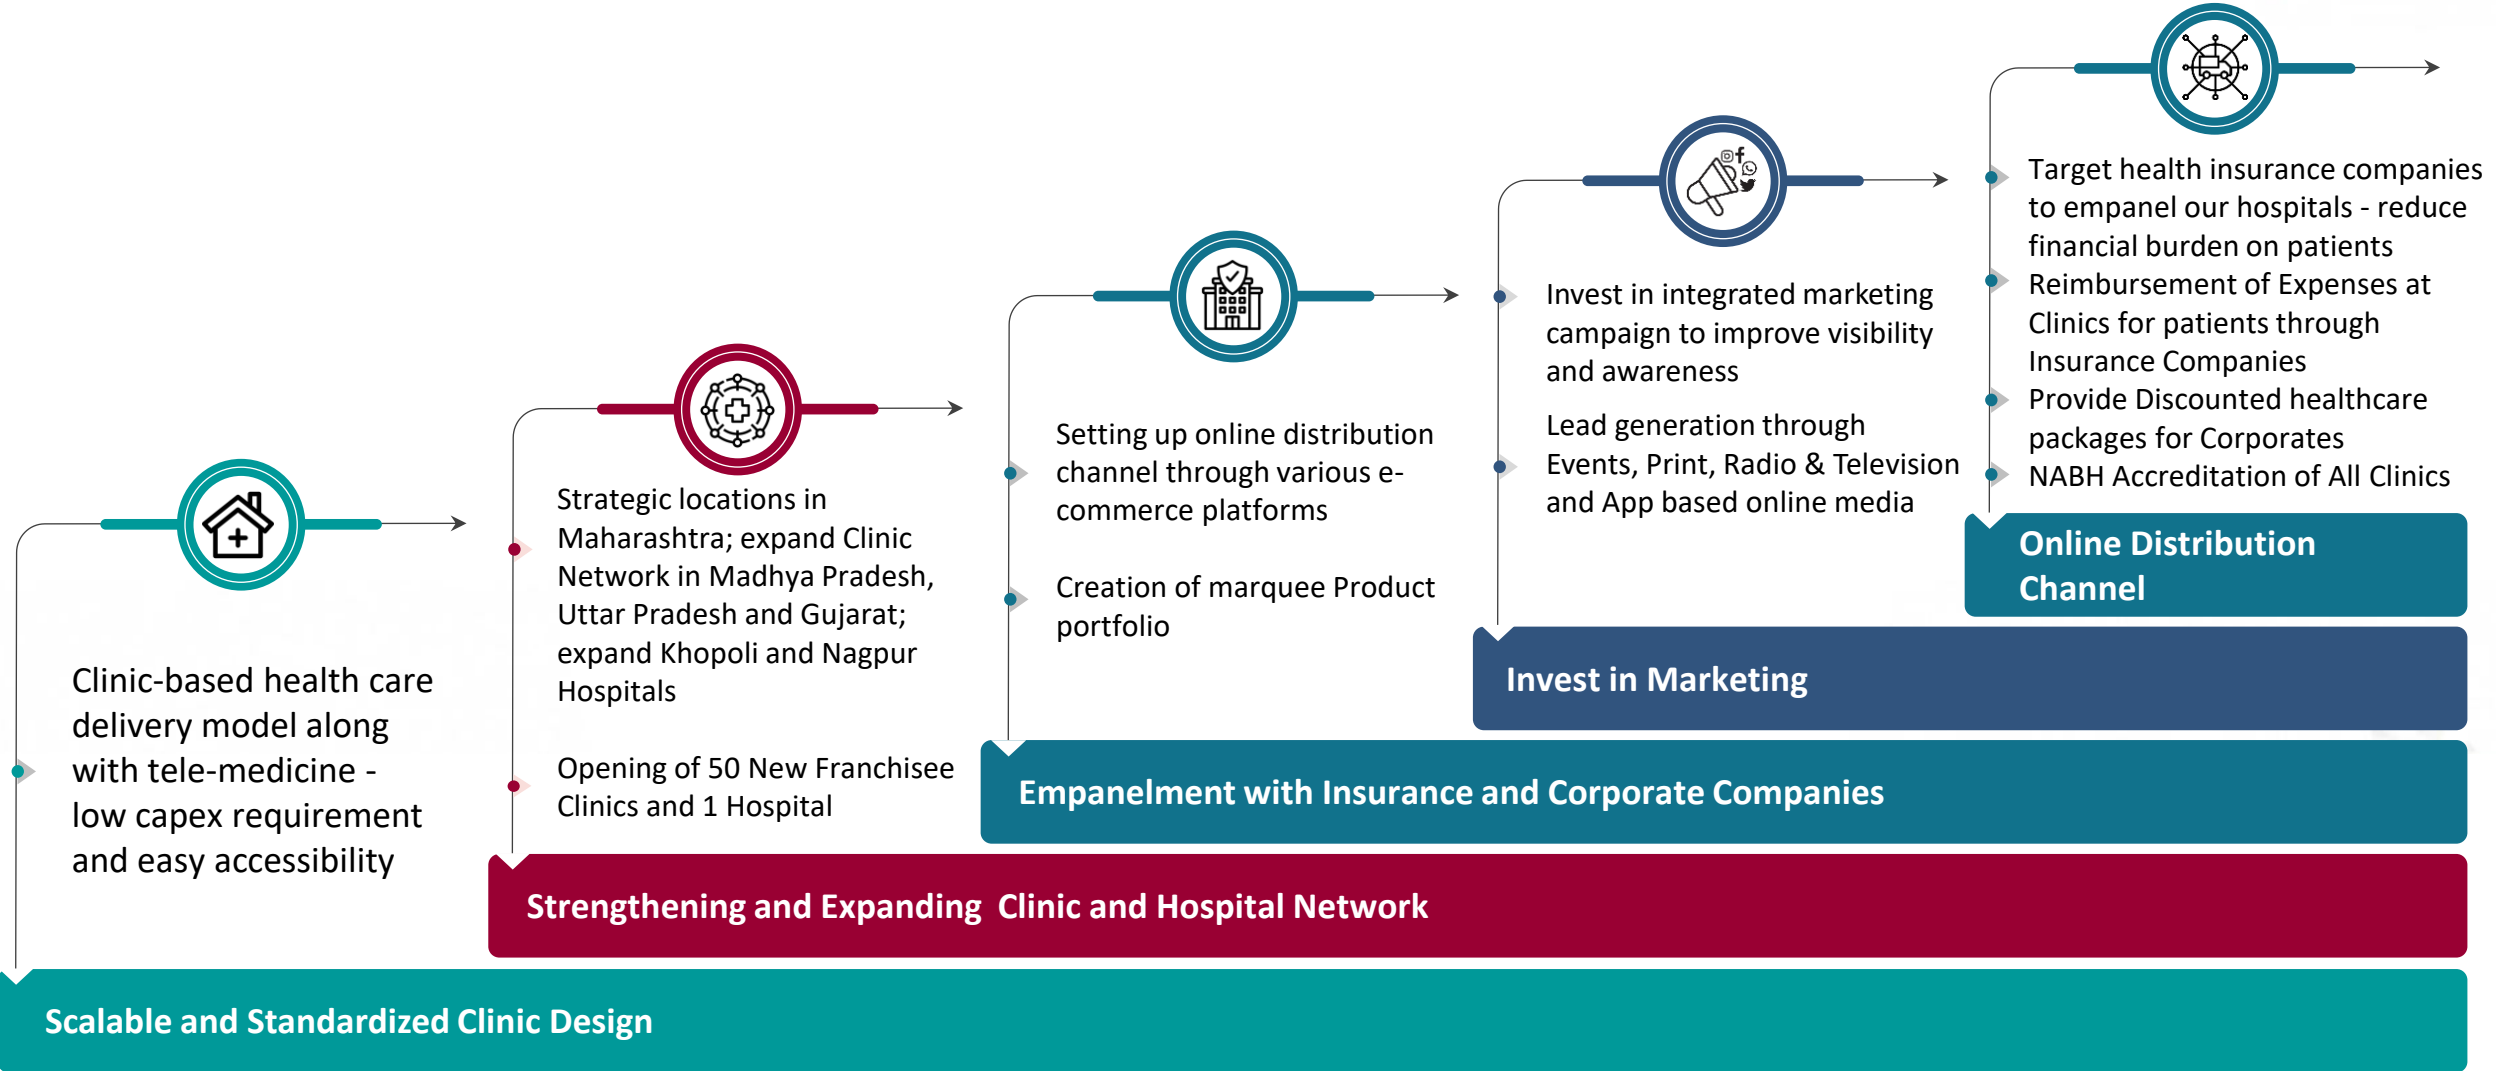 Clinic-based health care
delivery model along
with tele-medicine -
low capex requirement
and easy accessibility
Scalable and Standardized Clinic Design
Strategic locations in
Maharashtra; expand Clinic
Network in Madhya Pradesh,
Uttar Pradesh and Gujarat;
expand Khopoli and Nagpur
Hospitals
Opening of 50 New Franchisee
Clinics and 1 Hospital
Strengthening and Expanding  Clinic and Hospital Network
Setting up online distribution
channel through various e-
commerce platforms
Creation of marquee Product
portfolio
Empanelment with Insurance and Corporate Companies
Invest in integrated marketing
campaign to improve visibility
and awareness
Lead generation through
Events, Print, Radio & Television
and App based online media
Invest in Marketing
Target health insurance companies
to empanel our hospitals - reduce
financial burden on patients
Reimbursement of Expenses at
Clinics for patients through
Insurance Companies
Provide Discounted healthcare
packages for Corporates
NABH Accreditation of All Clinics
Online Distribution
Channel